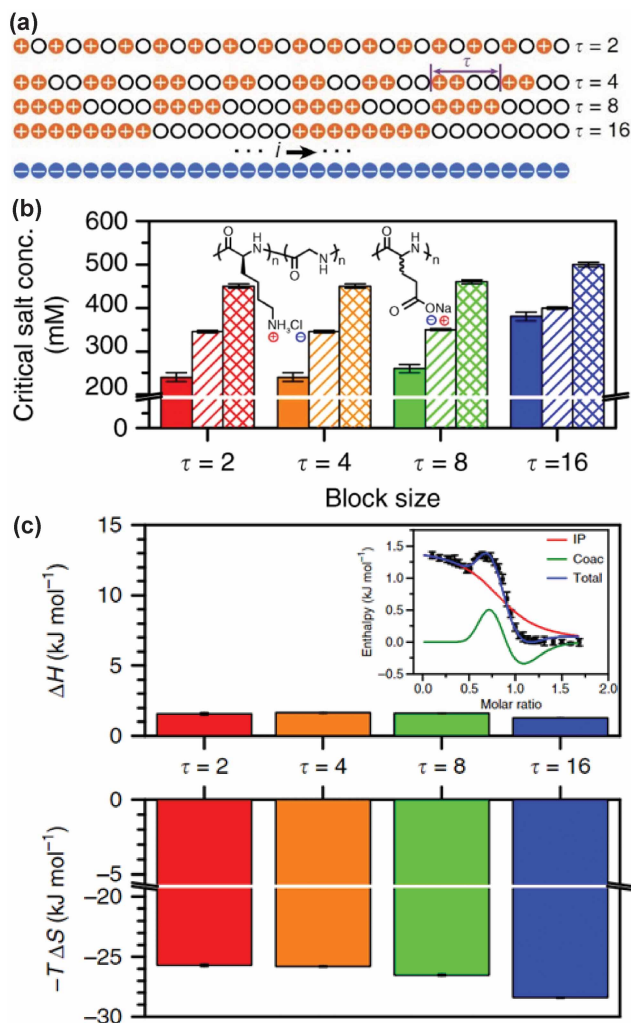 (a)
τ = 2
τ
τ = 4
τ = 8
τ = 16
··· i ···
(b)
Critical salt conc. (mM)
600
500
400
300
200
0
O
H
N
n
O
N
H
n
NH₃Cl
+
−
O
H
N
n
O
ONa
− +
τ = 2
τ = 4
τ = 8
τ = 16
Block size
(c)
ΔH (kJ mol⁻¹)
15
10
5
0
Enthalpy (kJ mol⁻¹)
1.5
1.0
0.5
0.0
−0.5
IP
Coac
Total
0.0
0.5
1.0
1.5
2.0
Molar ratio
τ = 2
τ = 4
τ = 8
τ = 16
−T ΔS (kJ mol⁻¹)
0
−5
−20
−25
−30